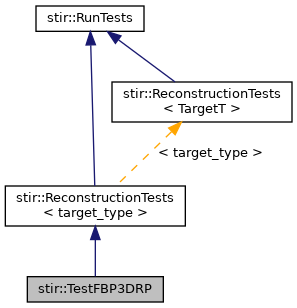 stir::RunTests
stir::ReconstructionTests
< TargetT >
< target_type >
stir::ReconstructionTests
< target_type >
stir::TestFBP3DRP